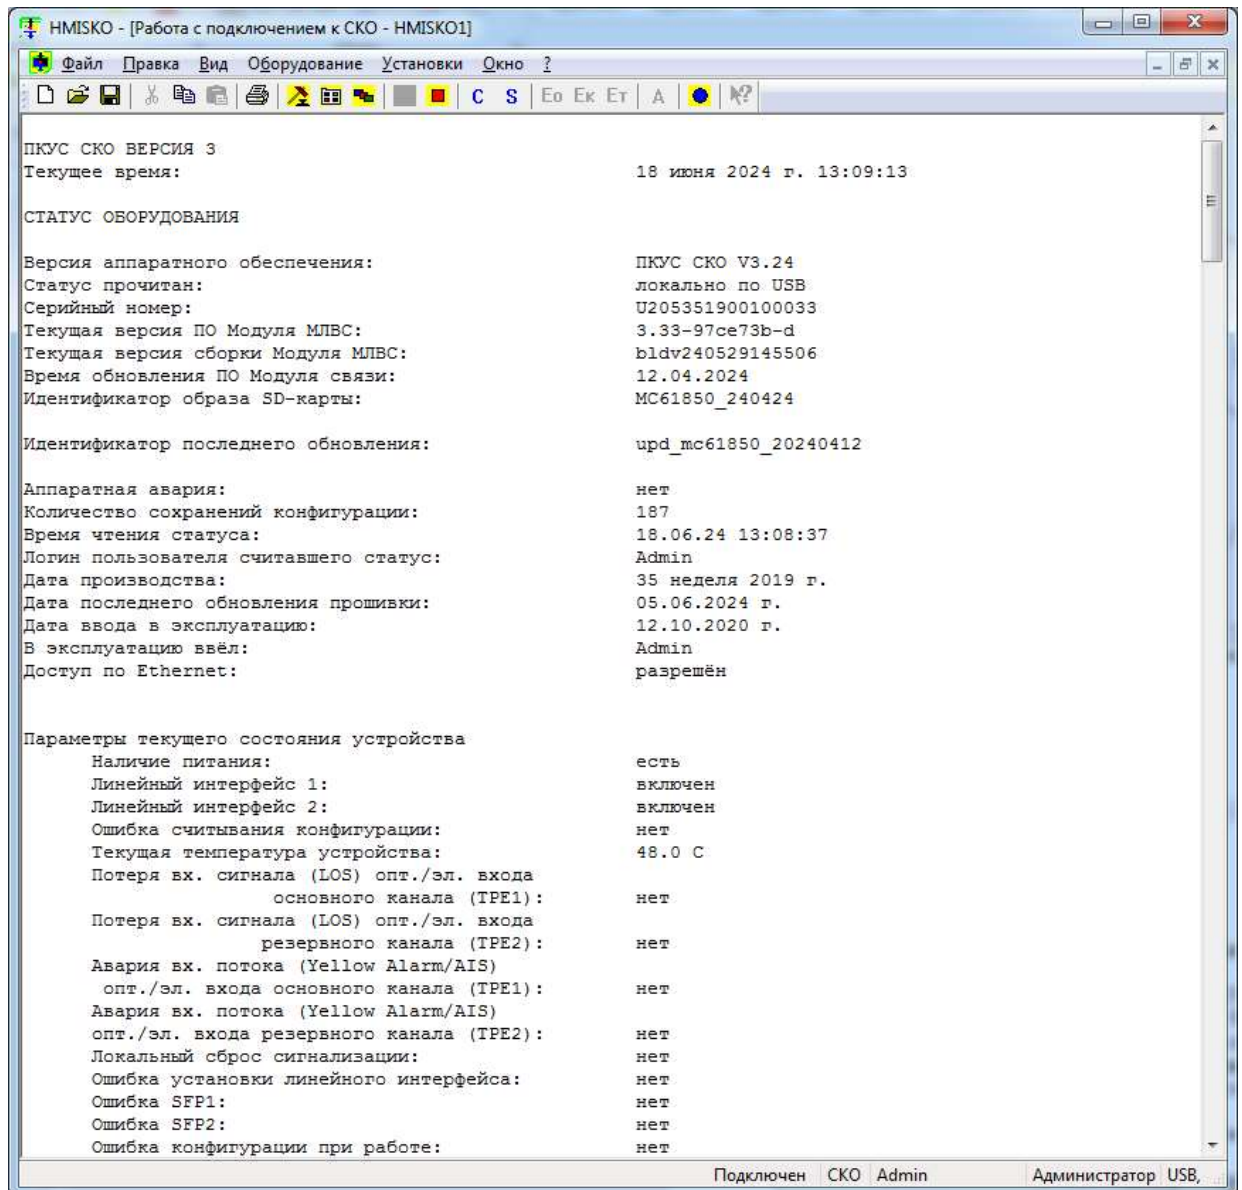 HMISKO - [Работа с подключением к СКО - HMISKO1]
Файл Правка Вид Оборудование Установки Окно ?
C S Eo Eк Eт A
ПКУС СКО ВЕРСИЯ 3
Текущее время: 18 июня 2024 г. 13:09:13
СТАТУС ОБОРУДОВАНИЯ
Версия аппаратного обеспечения: ПКУС СКО V3.24
Статус прочитан: локально по USB
Серийный номер: U205351900100033
Текущая версия ПО Модуля МЛВС: 3.33-97ce73b-d
Текущая версия сборки Модуля МЛВС: bldv240529145506
Время обновления ПО Модуля связи: 12.04.2024
Идентификатор образа SD-карты: MC61850_240424
Идентификатор последнего обновления: upd_mc61850_20240412
Аппаратная авария: нет
Количество сохранений конфигурации: 187
Время чтения статуса: 18.06.24 13:08:37
Логин пользователя считавшего статус: Admin
Дата производства: 35 неделя 2019 г.
Дата последнего обновления прошивки: 05.06.2024 г.
Дата ввода в эксплуатацию: 12.10.2020 г.
В эксплуатацию ввёл: Admin
Доступ по Ethernet: разрешён
Параметры текущего состояния устройства
Наличие питания: есть
Линейный интерфейс 1: включен
Линейный интерфейс 2: включен
Ошибка считывания конфигурации: нет
Текущая температура устройства: 48.0 C
Потеря вх. сигнала (LOS) опт./эл. входа
основного канала (TPE1): нет
Потеря вх. сигнала (LOS) опт./эл. входа
резервного канала (TPE2): нет
Авария вх. потока (Yellow Alarm/AIS)
опт./эл. входа основного канала (TPE1): нет
Авария вх. потока (Yellow Alarm/AIS)
опт./эл. входа резервного канала (TPE2): нет
Локальный сброс сигнализации: нет
Ошибка установки линейного интерфейса: нет
Ошибка SFP1: нет
Ошибка SFP2: нет
Ошибка конфигурации при работе: нет
Подключен СКО Admin Администратор USB,